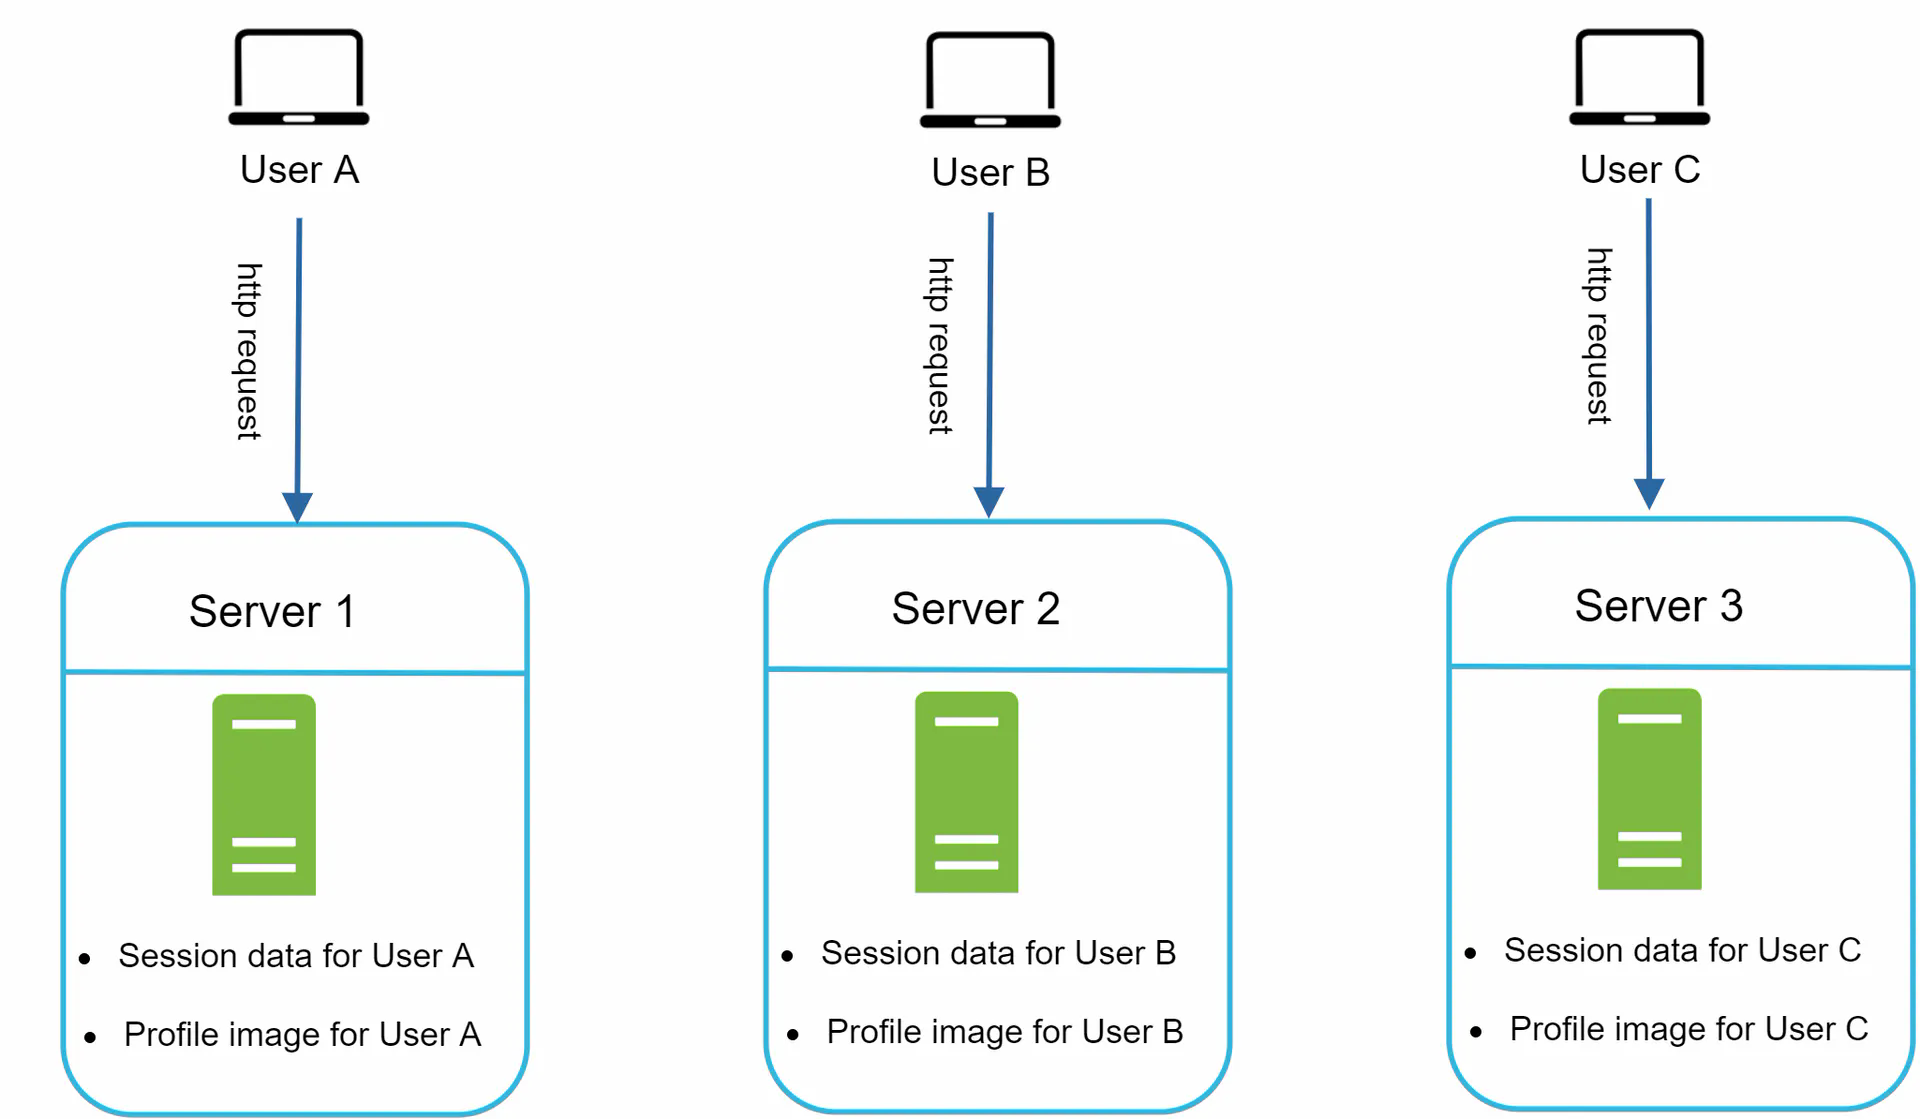 User A
User B
User C
http request
http request
http request
Server 1
Server 2
Server 3
• Session data for User A
• Profile image for User A
• Session data for User B
• Profile image for User B
• Session data for User C
• Profile image for User C